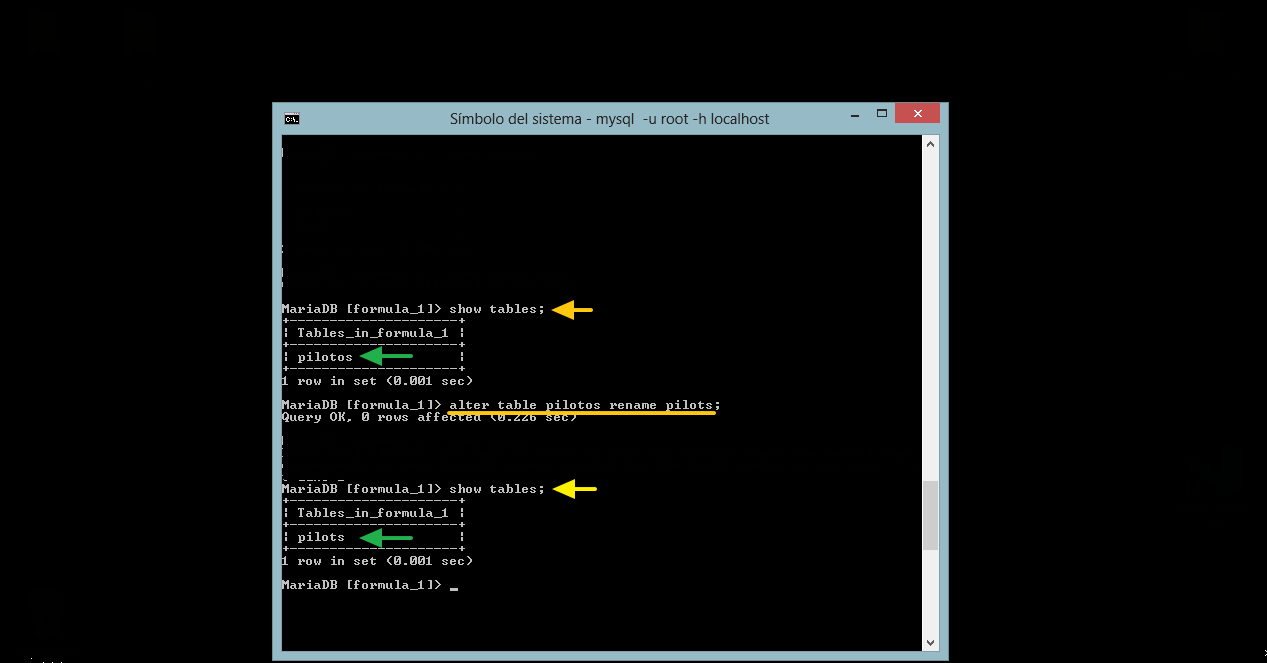 Símbolo del sistema - mysql -u root -h localhost
MariaDB [formula_1]> show tables;
+---------------------+
| Tables_in_formula_1 |
+---------------------+
| pilotos             |
+---------------------+
1 row in set (0.001 sec)
MariaDB [formula_1]> alter table pilotos rename pilots;
Query OK, 0 rows affected (0.226 sec)
MariaDB [formula_1]> show tables;
+---------------------+
| Tables_in_formula_1 |
+---------------------+
| pilots              |
+---------------------+
1 row in set (0.001 sec)
MariaDB [formula_1]> _